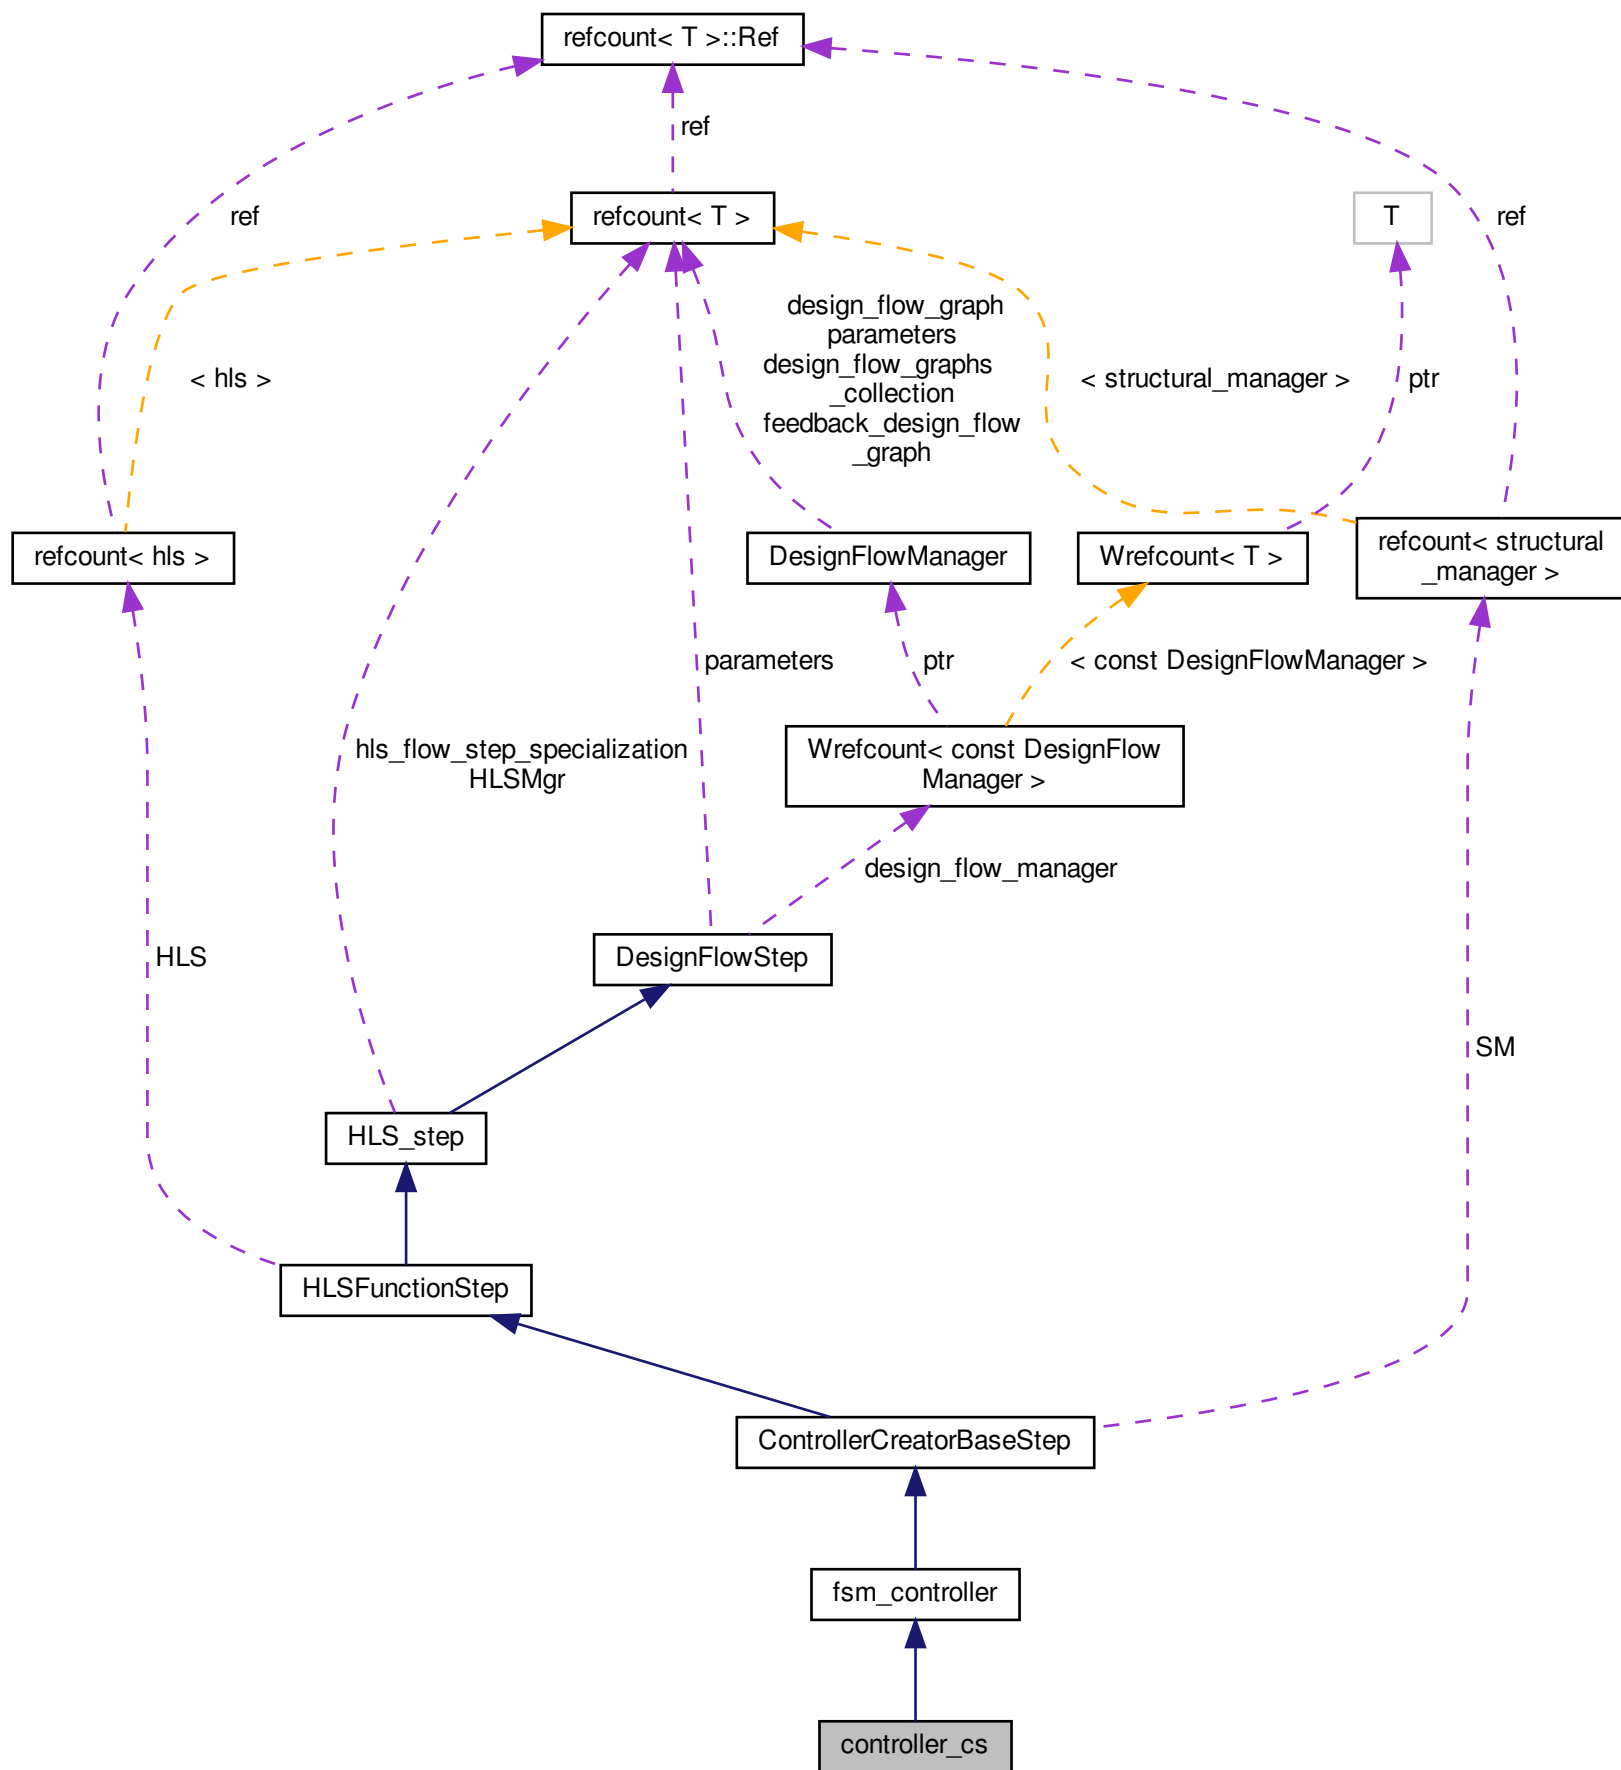 refcount< T >::Ref
ref
refcount< T >
T
ref
ref
design_flow_graph
parameters
design_flow_graphs
_collection
feedback_design_flow
_graph
< hls >
< structural_manager >
ptr
refcount< hls >
DesignFlowManager
Wrefcount< T >
refcount< structural
_manager >
parameters
ptr
< const DesignFlowManager >
hls_flow_step_specialization
HLSMgr
Wrefcount< const DesignFlow
Manager >
design_flow_manager
HLS
DesignFlowStep
SM
HLS_step
HLSFunctionStep
ControllerCreatorBaseStep
fsm_controller
controller_cs